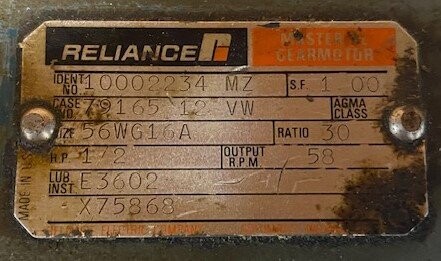 RELIANCE MASTER
GEARMOTOR
IDENT. NO. 10002234 MZ S.F. 1 00
CASE NO. 79165 12 VW AGMA CLASS
SIZE 56WG16A RATIO 30
H.P. 1/2 OUTPUT R.P.M. 58
LUB INST E3602
X75868
MADE IN